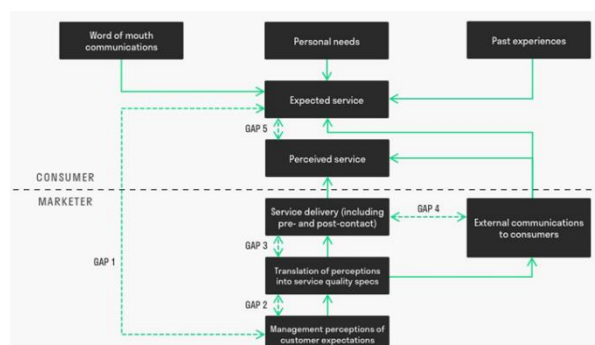 Word of mouth
communications
Personal needs
Past experiences
Expected service
GAP 5
Perceived service
CONSUMER
MARKETER
Service delivery (including
pre- and post-contact)
GAP 4
External communications
to consumers
GAP 3
GAP 1
Translation of perceptions
into service quality specs
GAP 2
Management perceptions of
customer expectations